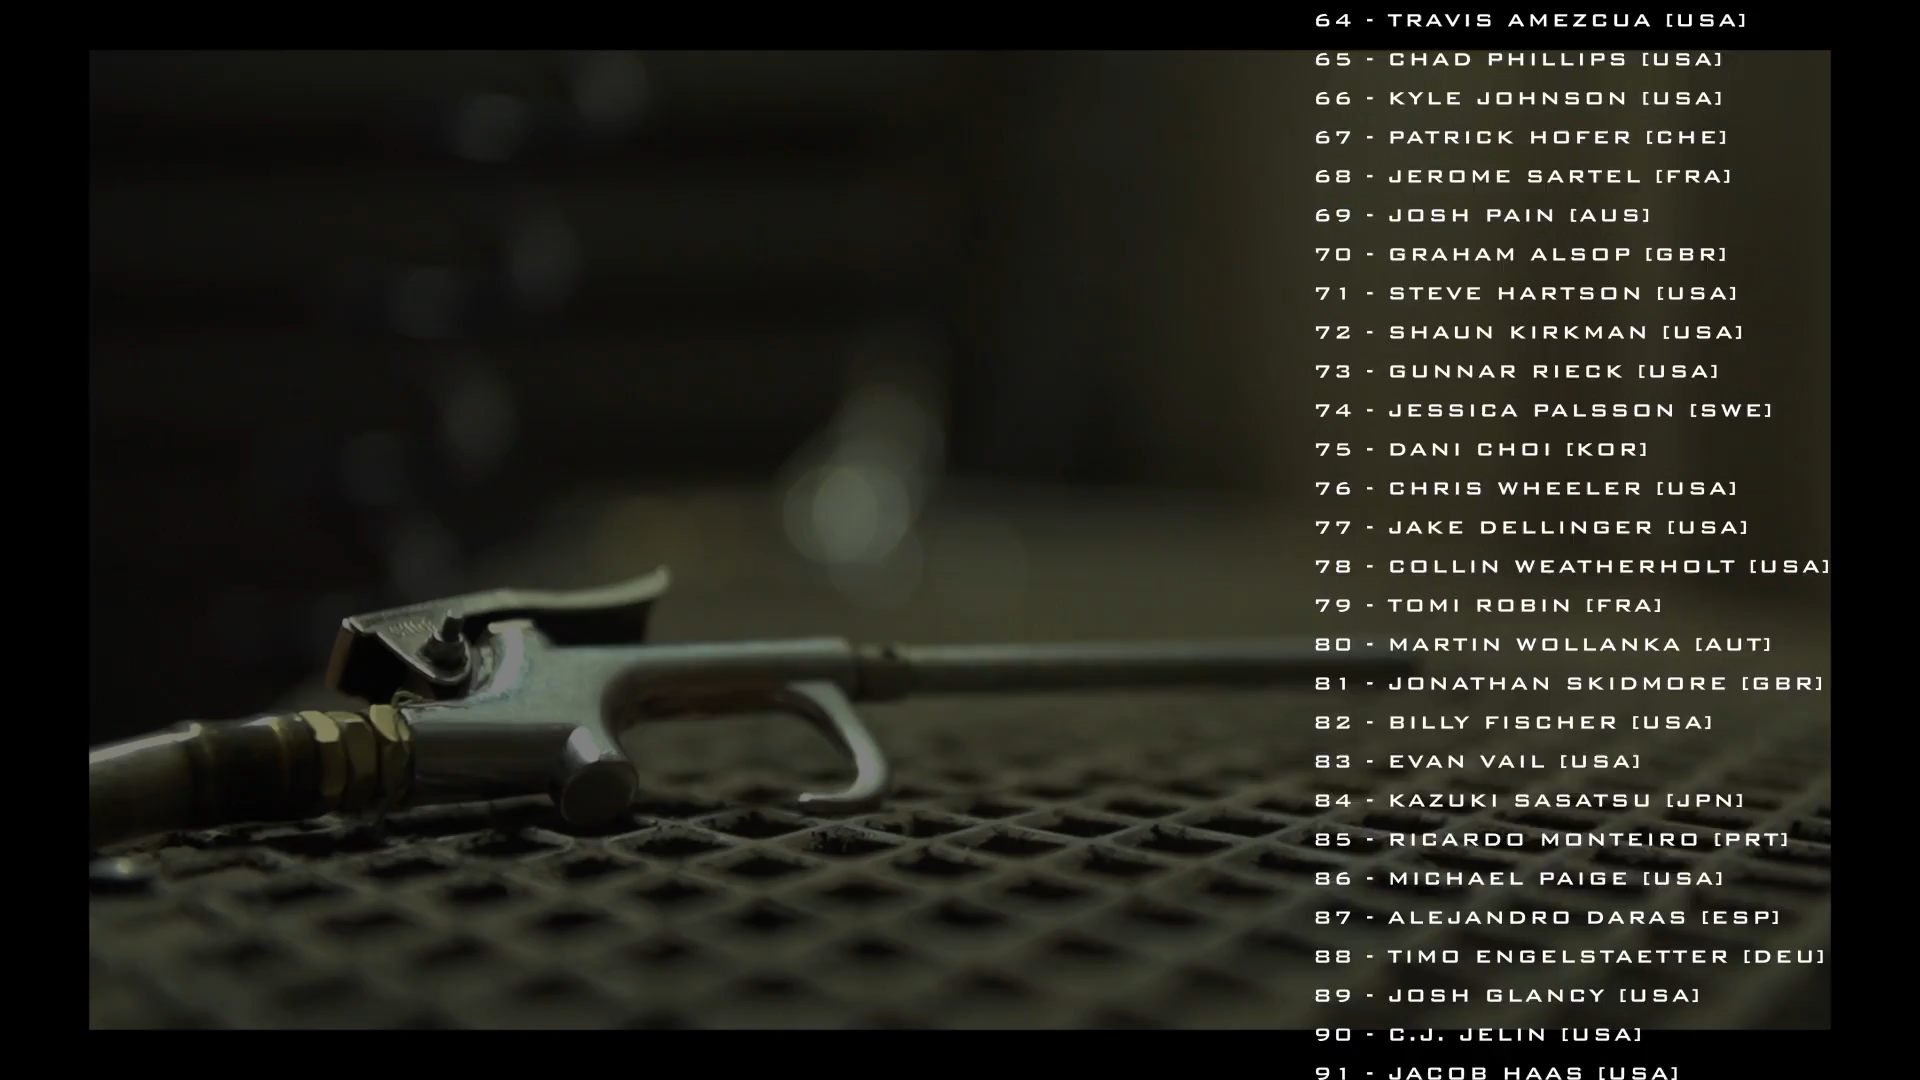 64 - TRAVIS AMEZCUA [USA]
65 - CHAD PHILLIPS [USA]
66 - KYLE JOHNSON [USA]
67 - PATRICK HOFER [CHE]
68 - JEROME SARTEL [FRA]
69 - JOSH PAIN [AUS]
70 - GRAHAM ALSOP [GBR]
71 - STEVE HARTSON [USA]
72 - SHAUN KIRKMAN [USA]
73 - GUNNAR RIECK [USA]
74 - JESSICA PALSSON [SWE]
75 - DANI CHOI [KOR]
76 - CHRIS WHEELER [USA]
77 - JAKE DELLINGER [USA]
78 - COLLIN WEATHERHOLT [USA]
79 - TOMI ROBIN [FRA]
80 - MARTIN WOLLANKA [AUT]
81 - JONATHAN SKIDMORE [GBR]
82 - BILLY FISCHER [USA]
83 - EVAN VAIL [USA]
84 - KAZUKI SASATSU [JPN]
85 - RICARDO MONTEIRO [PRT]
86 - MICHAEL PAIGE [USA]
87 - ALEJANDRO DARAS [ESP]
88 - TIMO ENGELSTAETTER [DEU]
89 - JOSH GLANCY [USA]
90 - C.J. JELIN [USA]
91 - JACOB HAAS [USA]